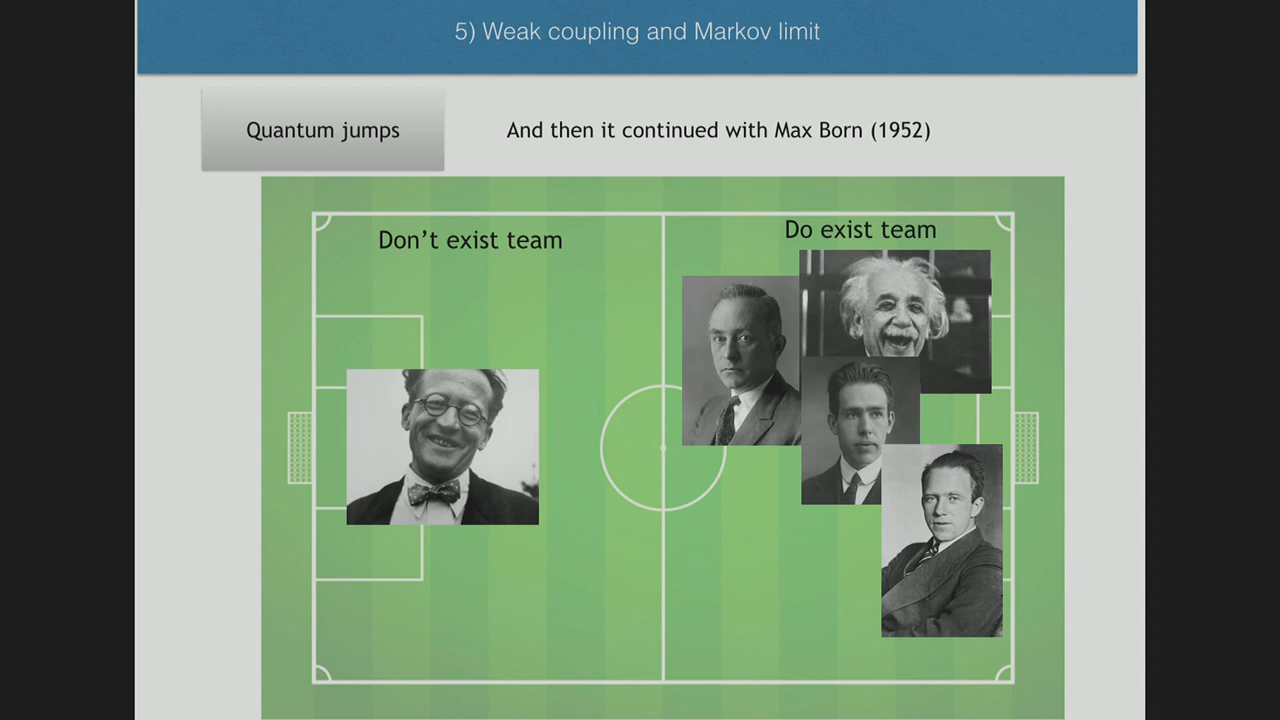 5) Weak coupling and Markov limit
Quantum jumps
And then it continued with Max Born (1952)
Don’t exist team
Do exist team